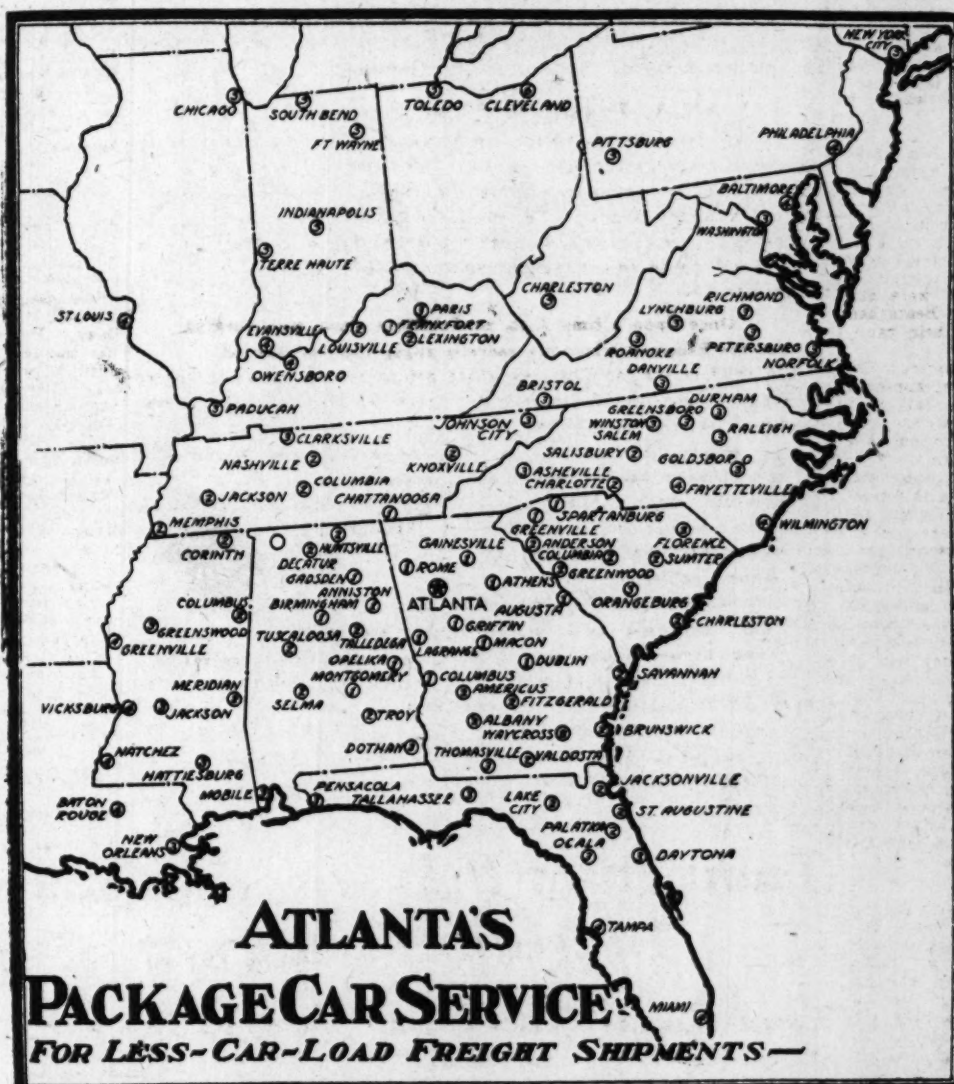 NEW YORK
CITY
CHICAGO
SOUTH BEND
TOLEDO
CLEVELAND
FT WAYNE
PITTSBURG
PHILADELPHIA
BALTIMORE
WASHINGTON
INDIANAPOLIS
TERRE HAUTE
CHARLESTON
RICHMOND
LYNCHBURG
ST LOUIS
PARIS
EVANSVILLE
FRANKFORT
LOUISVILLE
LEXINGTON
ROANOKE
PETERSBURG
NORFOLK
OWENSBORO
DANVILLE
BRISTOL
PADUCAH
JOHNSON
CITY
DURHAM
GREENSBORO
WINSTON
SALEM
RALEIGH
CLARKSVILLE
NASHVILLE
KNOXVILLE
SALISBURY
GOLDSBORO
ASHEVILLE
COLUMBIA
CHARLOTTE
FAYETTEVILLE
JACKSON
CHATTANOOGA
MEMPHIS
SPARTANBURG
WILMINGTON
CORINTH
HUNTSVILLE
GREENVILLE
FLORENCE
DECATUR
GAINESVILLE
ANDERSON
COLUMBIA
SUMTER
GADSDEN
ROME
GREENWOOD
ANNISTON
ATHENS
ORANGEBURG
COLUMBUS
BIRMINGHAM
ATLANTA
AUGUSTA
CHARLESTON
GREENSWOOD
GREENVILLE
TUSCALOOSA
TALLEDEGA
GRIFFIN
LAGRANGE
MACON
OPELIKA
DUBLIN
MERIDIAN
MONTGOMERY
COLUMBUS
SAVANNAH
VICKSBURG
JACKSON
SELMA
AMERICUS
FITZGERALD
TROY
ALBANY
WAYCROSS
BRUNSWICK
NATCHEZ
HATTIESBURG
DOTHAN
THOMASVILLE
VALDOSTA
MOBILE
PENSACOLA
TALLAHASSEE
LAKE
CITY
JACKSONVILLE
BATON
ROUGE
ST. AUGUSTINE
PALATKA
NEW
ORLEANS
OCALA
DAYTONA
TAMPA
MIAMI
ATLANTA'S
PACKAGE CAR SERVICE
FOR LESS-CAR-LOAD FREIGHT SHIPMENTS—